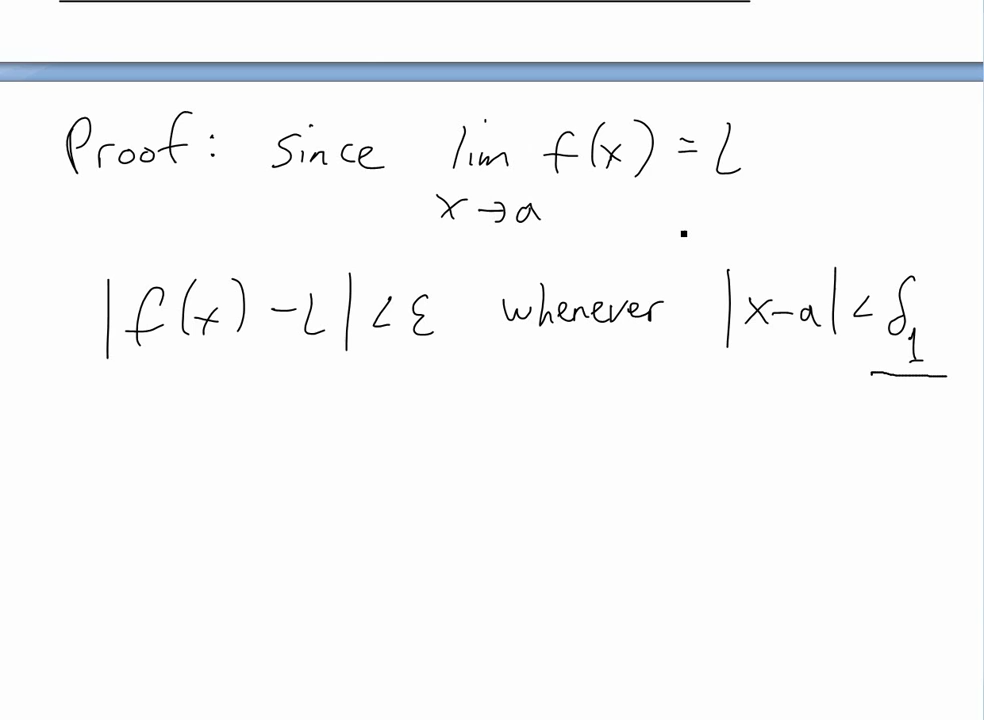 Proof: since lim f(x) = L
x→a
|f(x) - L| < ε whenever |x-a| < δ₁